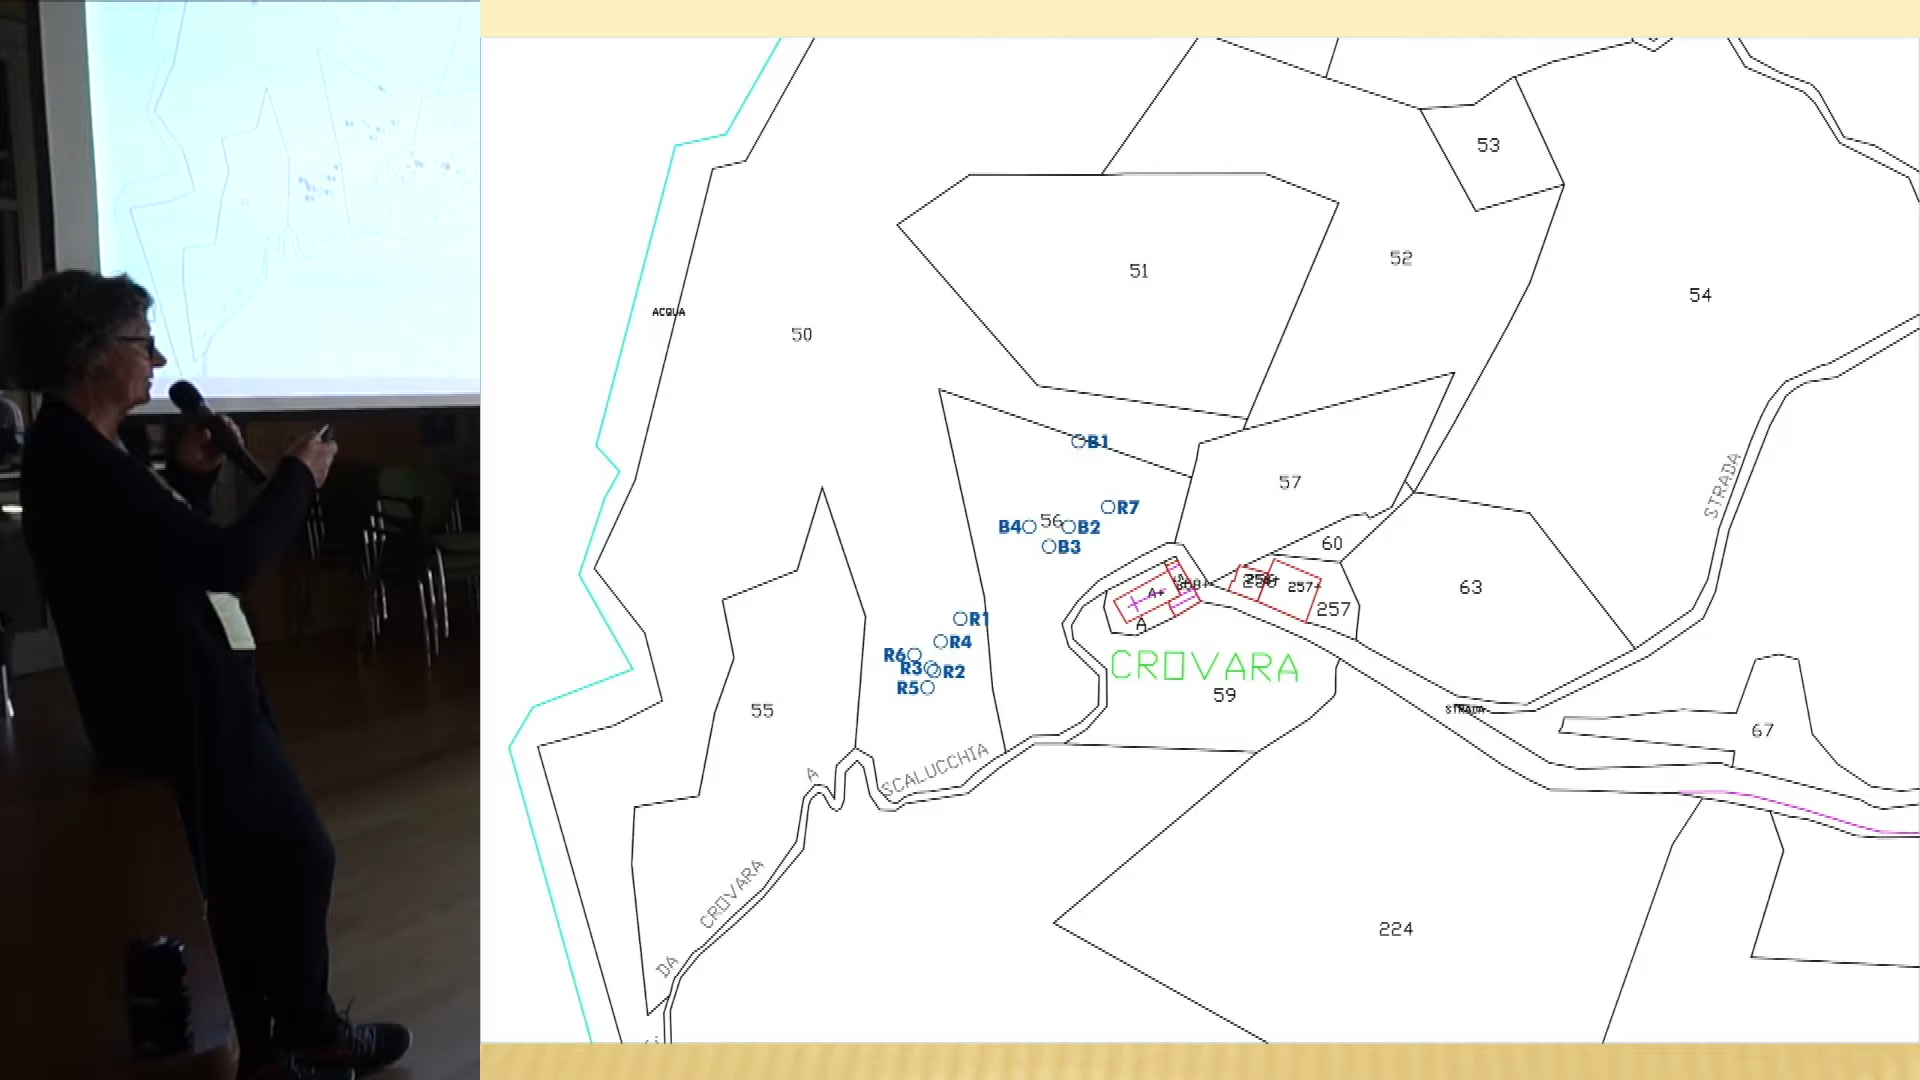 53
52
51
54
ACQUA
50
B1
57
STRADA
R7
56
B4
B2
B3
60
A+
257+
63
257
R1
A
R4
R6
CROVARA
R3
R2
R5
59
55
STRADA
67
A
SCALUCCHIA
CROVARA
224
DA